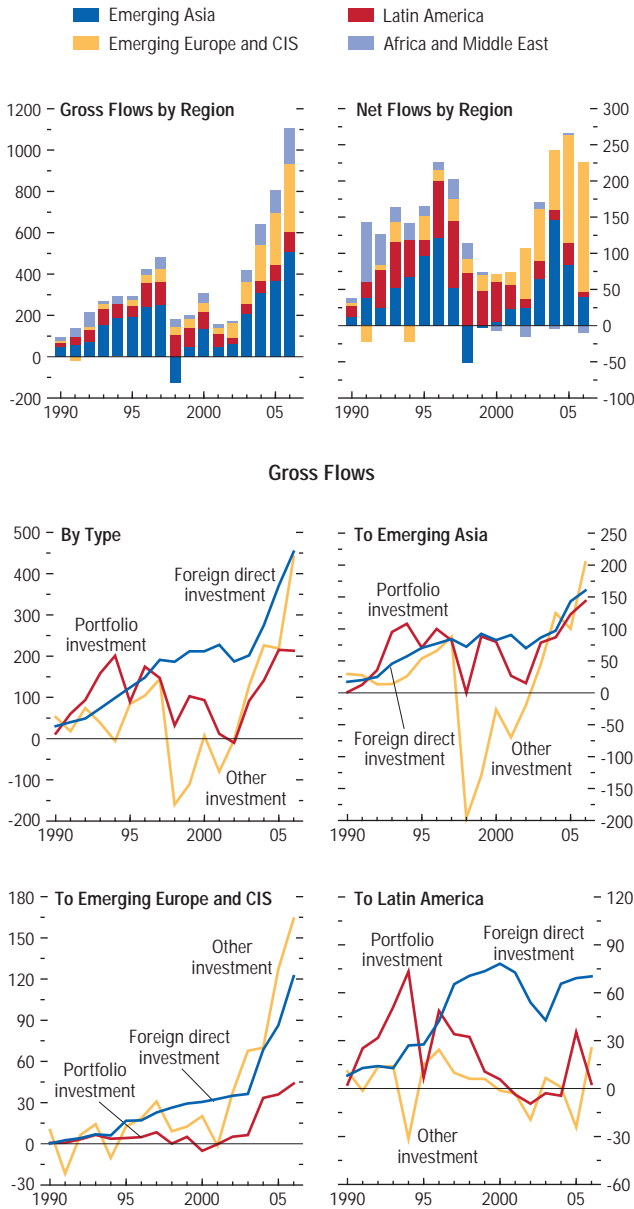 Emerging Asia
Latin America
Emerging Europe and CIS
Africa and Middle East
Gross Flows by Region
1200
1000
800
600
400
200
0
-200
1990
95
2000
05
Net Flows by Region
300
250
200
150
100
50
0
-50
-100
1990
95
2000
05
Gross Flows
By Type
500
400
300
200
100
0
-100
-200
Foreign direct
investment
Portfolio
investment
Other
investment
1990
95
2000
05
To Emerging Asia
250
200
150
100
50
0
-50
-100
-150
-200
Portfolio
investment
Foreign direct
investment
Other
investment
1990
95
2000
05
To Emerging Europe and CIS
180
150
120
90
60
30
0
-30
Other
investment
Foreign direct
investment
Portfolio
investment
1990
95
2000
05
To Latin America
120
90
60
30
0
-30
-60
Portfolio
investment
Foreign direct
investment
Other
investment
1990
95
2000
05